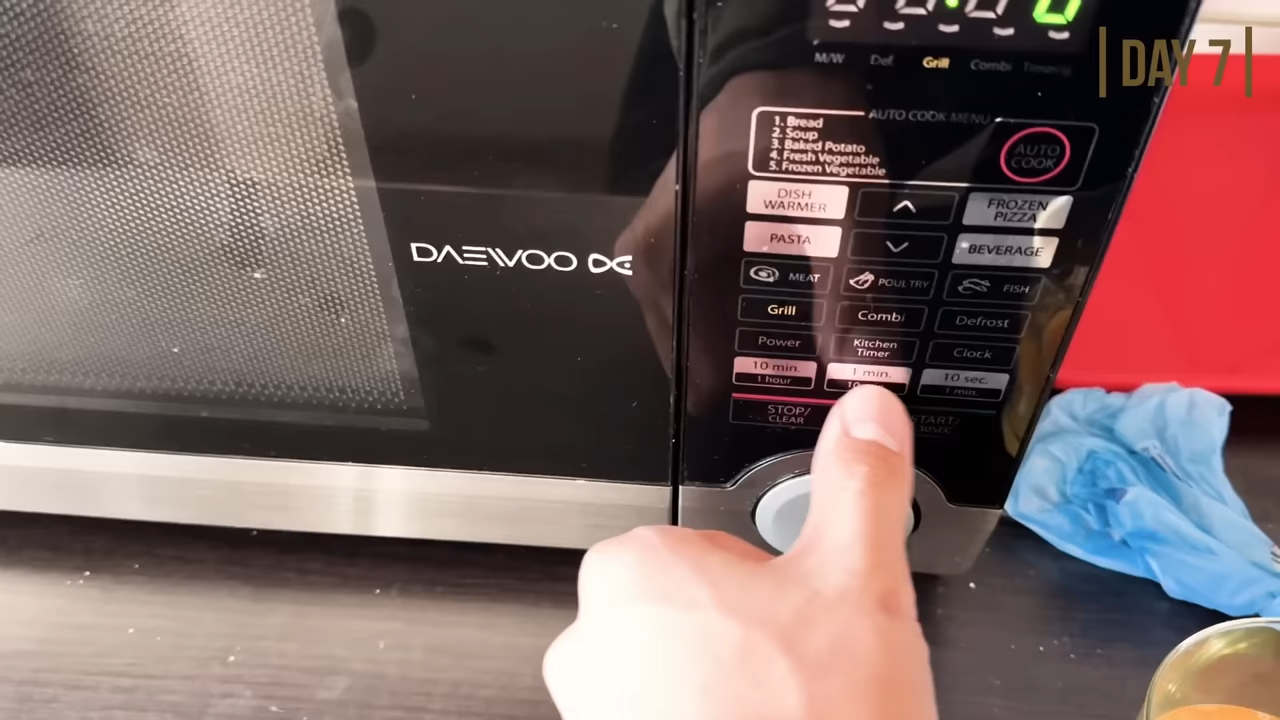 DAY 7
M/W Def. Grill Combi Timer/g
AUTO COOK MENU
1. Bread
2. Soup
3. Baked Potato
4. Fresh Vegetable
5. Frozen Vegetable
AUTO
COOK
DISH
WARMER
FROZEN
PIZZA
PASTA
BEVERAGE
DAEWOO
MEAT
POULTRY
FISH
Grill
Combi
Defrost
Power
Kitchen
Timer
Clock
10 min.
1 hour
1 min.
10 sec.
1 min.
STOP/
CLEAR
START/
30SEC